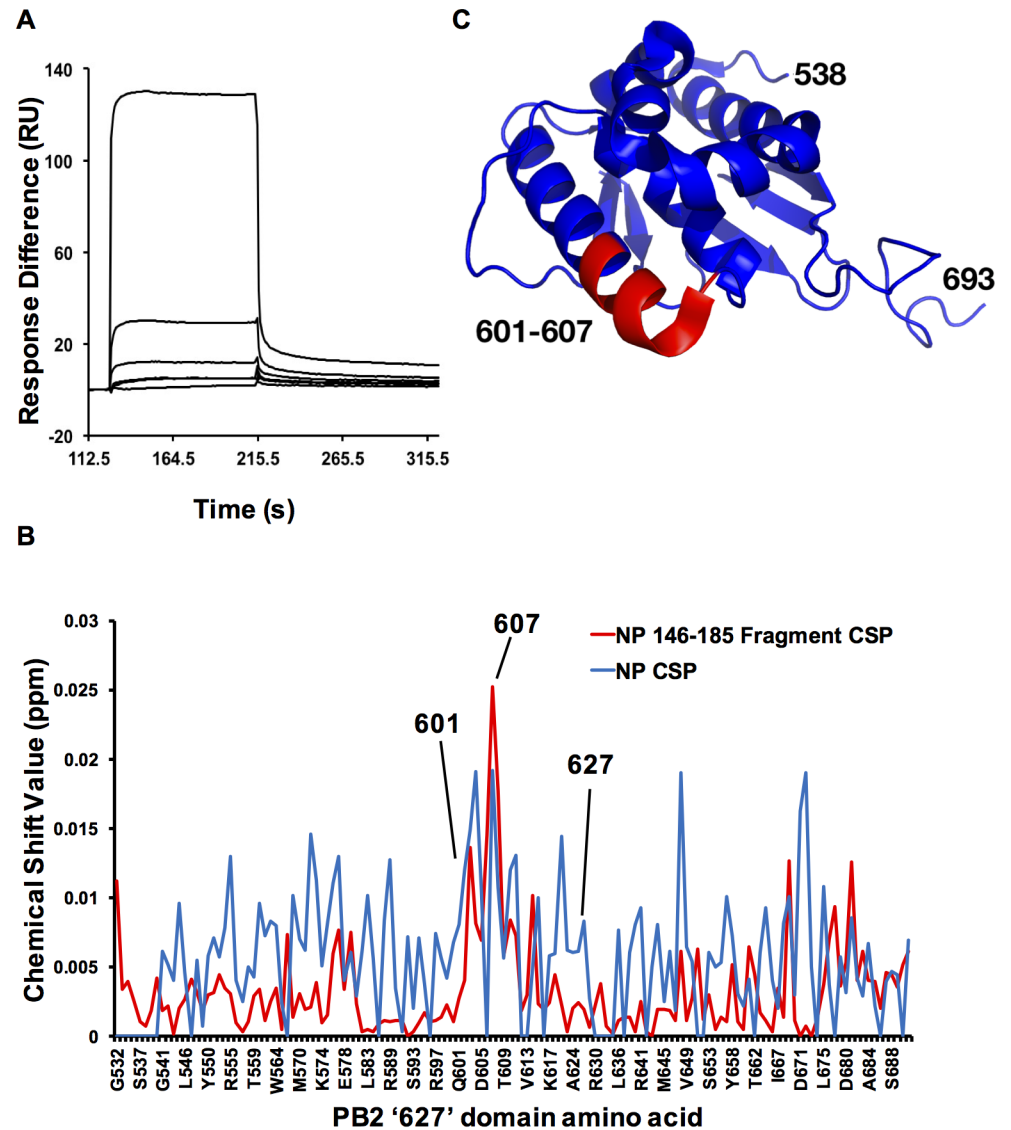 A
Response Difference (RU)
140
100
60
20
-20
112.5 164.5 215.5 265.5 315.5
Time (s)
C
538
693
601-607
B
Chemical Shift Value (ppm)
0.03
0.025
0.02
0.015
0.01
0.005
0
607
601
627
NP 146-185 Fragment CSP
NP CSP
G532 S537 G541 L546 Y550 R555 T559 W564 M570 K574 E578 L583 R589 S593 R597 Q601 D605 T609 V613 K617 A624 R630 L636 R641 M645 V649 S653 Y658 T662 I667 D671 L675 D680 A684 S688
PB2 ‘627’ domain amino acid